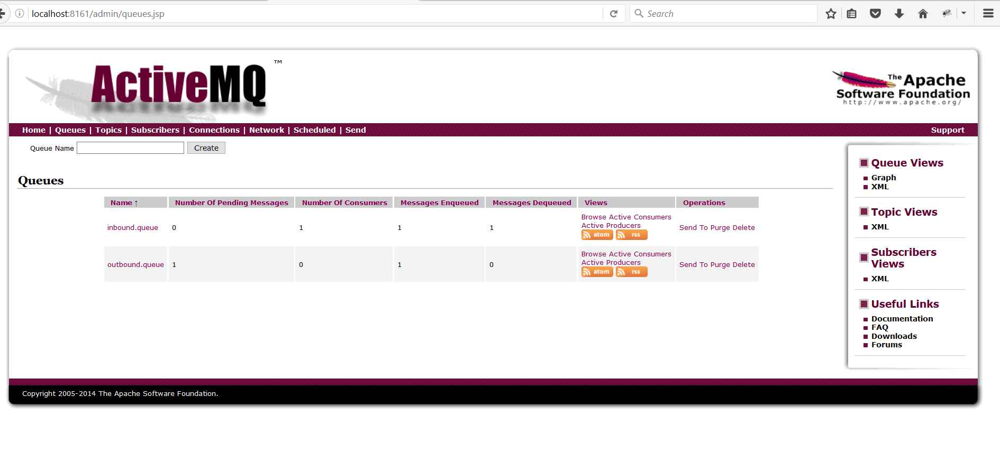 localhost:8161/admin/queues.jsp
Search
ActiveMQ ™
The Apache
Software Foundation
http://www.apache.org/
Home | Queues | Topics | Subscribers | Connections | Network | Scheduled | Send
Support
Queue Name Create
Queues
Name ↑ Number Of Pending Messages Number Of Consumers Messages Enqueued Messages Dequeued Views Operations
inbound.queue 0 1 1 1 Browse Active Consumers
Active Producers
atom rss
Send To Purge Delete
outbound.queue 1 0 1 0 Browse Active Consumers
Active Producers
atom rss
Send To Purge Delete
Queue Views
Graph
XML
Topic Views
XML
Subscribers
Views
XML
Useful Links
Documentation
FAQ
Downloads
Forums
Copyright 2005-2014 The Apache Software Foundation.